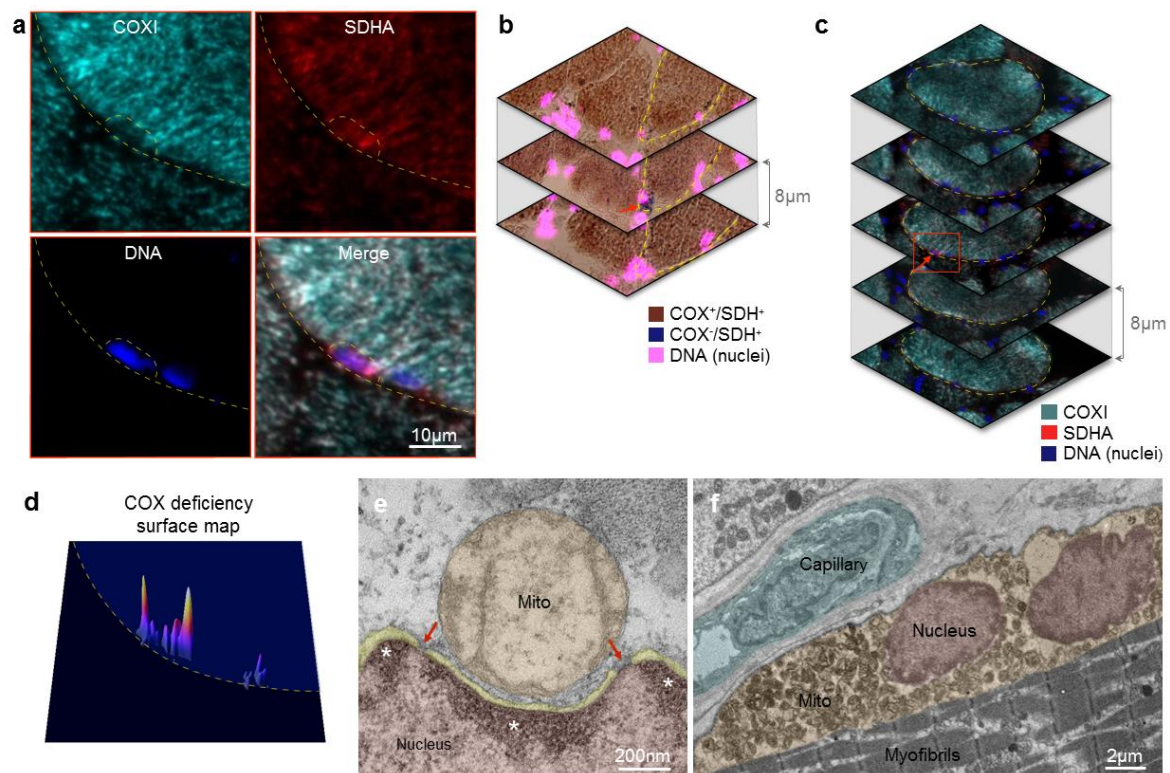 a
COXI
SDHA
DNA
Merge
10µm
b
8µm
COX⁺/SDH⁺
COX⁻/SDH⁺
DNA (nuclei)
c
8µm
COXI
SDHA
DNA (nuclei)
d
COX deficiency
surface map
e
Mito
*
*
*
Nucleus
200nm
f
Capillary
Nucleus
Mito
Myofibrils
2µm